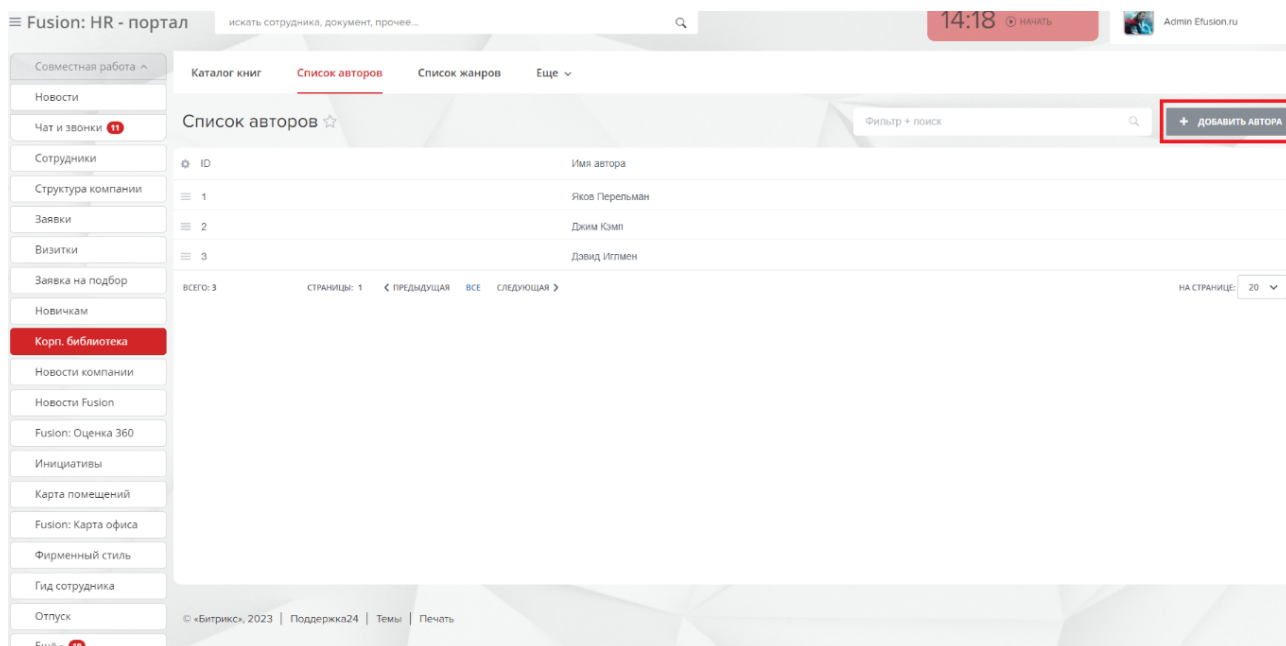 Fusion: HR - портал
искать сотрудника, документ, прочее...
14:18 НАЧАТЬ
Admin Efusion.ru
Совместная работа
Новости
Чат и звонки 11
Сотрудники
Структура компании
Заявки
Визитки
Заявка на подбор
Новичкам
Корп. библиотека
Новости компании
Новости Fusion
Fusion: Оценка 360
Инициативы
Карта помещений
Fusion: Карта офиса
Фирменный стиль
Гид сотрудника
Отпуск
Каталог книг Список авторов Список жанров Еще
Список авторов
Фильтр + поиск
+ ДОБАВИТЬ АВТОРА
ID Имя автора
1 Яков Перельман
2 Джим Кэмп
3 Дэвид Иглмен
ВСЕГО: 3 СТРАНИЦЫ: 1 ПРЕДЫДУЩАЯ ВСЕ СЛЕДУЮЩАЯ НА СТРАНИЦЕ: 20
© «Битрикс», 2023 | Поддержка24 | Темы | Печать